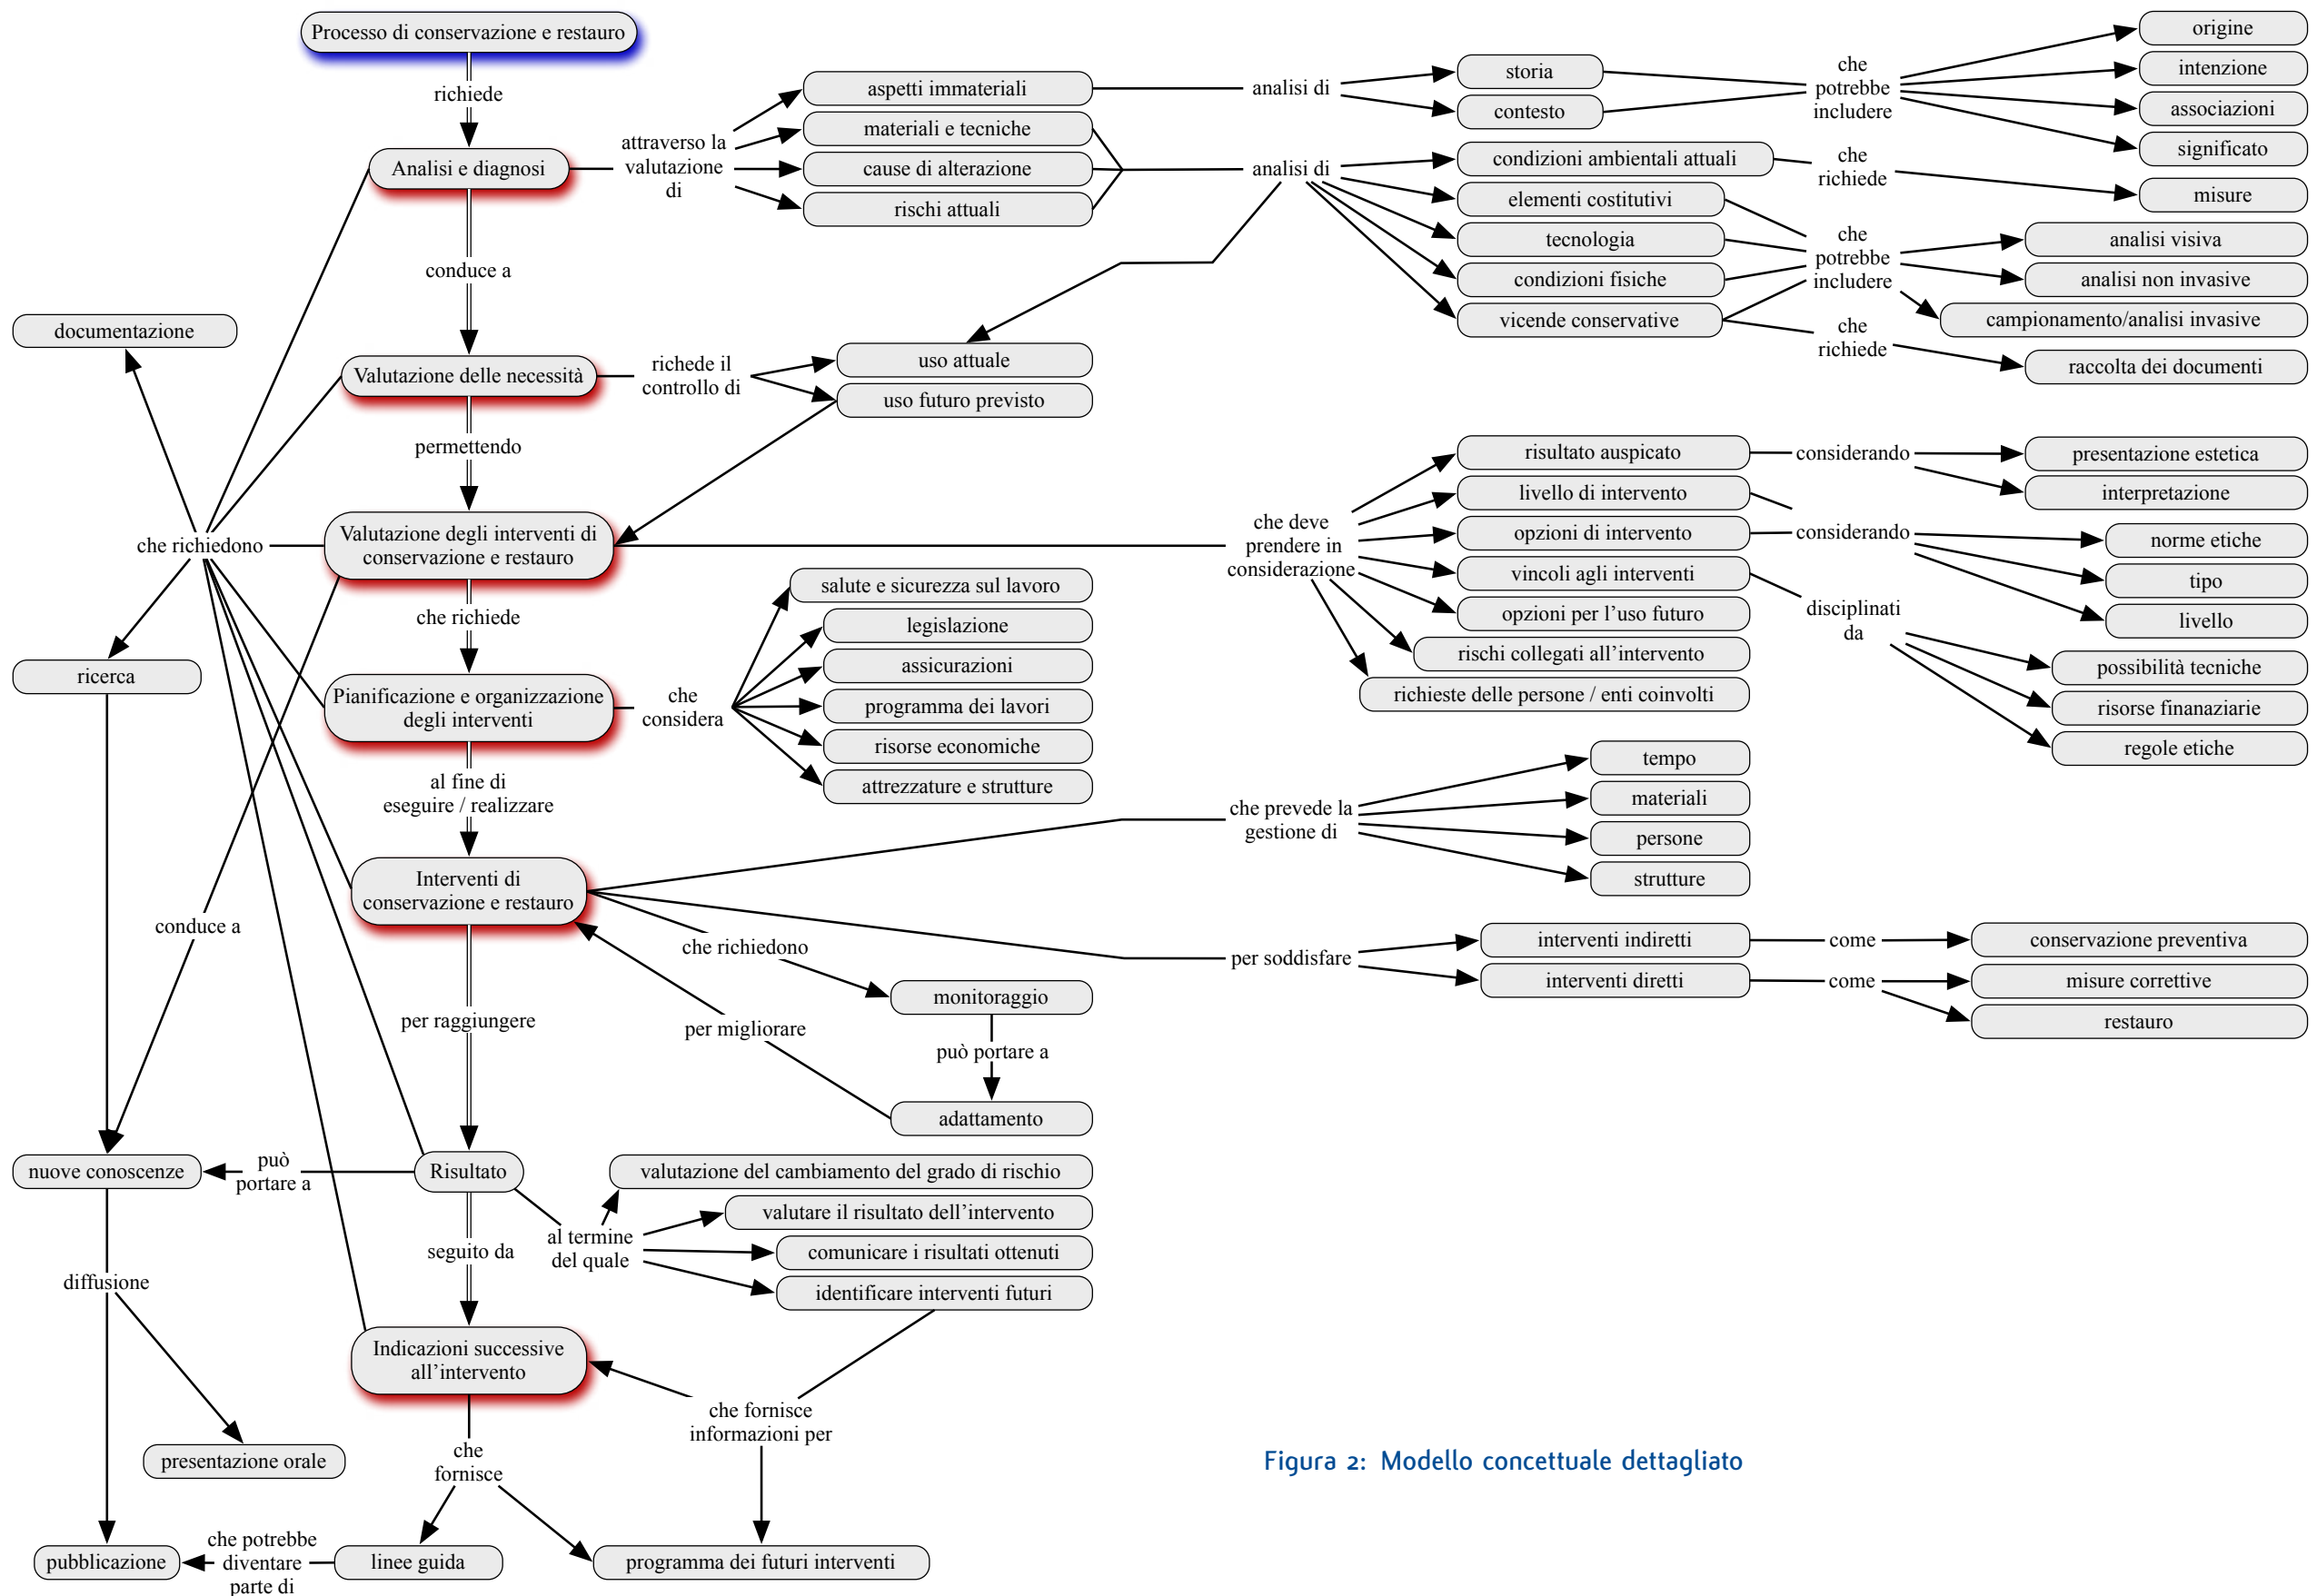 Processo di conservazione e restauro
richiede
Analisi e diagnosi
attraverso la
valutazione
di
aspetti immateriali
materiali e tecniche
cause di alterazione
rischi attuali
analisi di
storia
contesto
che
potrebbe
includere
origine
intenzione
associazioni
significato
analisi di
condizioni ambientali attuali
elementi costitutivi
tecnologia
condizioni fisiche
vicende conservative
che
richiede
misure
che
potrebbe
includere
analisi visiva
analisi non invasive
campionamento/analisi invasive
che
richiede
raccolta dei documenti
conduce a
documentazione
Valutazione delle necessità
richede il
controllo di
uso attuale
uso futuro previsto
permettendo
che richiedono
Valutazione degli interventi di
conservazione e restauro
che deve
prendere in
considerazione
risultato auspicato
livello di intervento
opzioni di intervento
vincoli agli interventi
opzioni per l'uso futuro
rischi collegati all'intervento
richieste delle persone / enti coinvolti
considerando
presentazione estetica
interpretazione
considerando
norme etiche
tipo
livello
disciplinati
da
possibilità tecniche
risorse finanaziarie
regole etiche
che richiede
ricerca
Pianificazione e organizzazione
degli interventi
che
considera
salute e sicurezza sul lavoro
legislazione
assicurazioni
programma dei lavori
risorse economiche
attrezzature e strutture
al fine di
eseguire / realizzare
Interventi di
conservazione e restauro
che prevede la
gestione di
tempo
materiali
persone
strutture
conduce a
che richiedono
monitoraggio
può portare a
adattamento
per migliorare
per soddisfare
interventi indiretti
interventi diretti
come
conservazione preventiva
come
misure correttive
restauro
per raggiungere
nuove conoscenze
può
portare a
Risultato
al termine
del quale
valutazione del cambiamento del grado di rischio
valutare il risultato dell'intervento
comunicare i risultati ottenuti
identificare interventi futuri
seguito da
diffusione
Indicazioni successive
all'intervento
che fornisce
informazioni per
presentazione orale
che
fornisce
pubblicazione
che potrebbe
diventare
parte di
linee guida
programma dei futuri interventi
Figura 2: Modello concettuale dettagliato